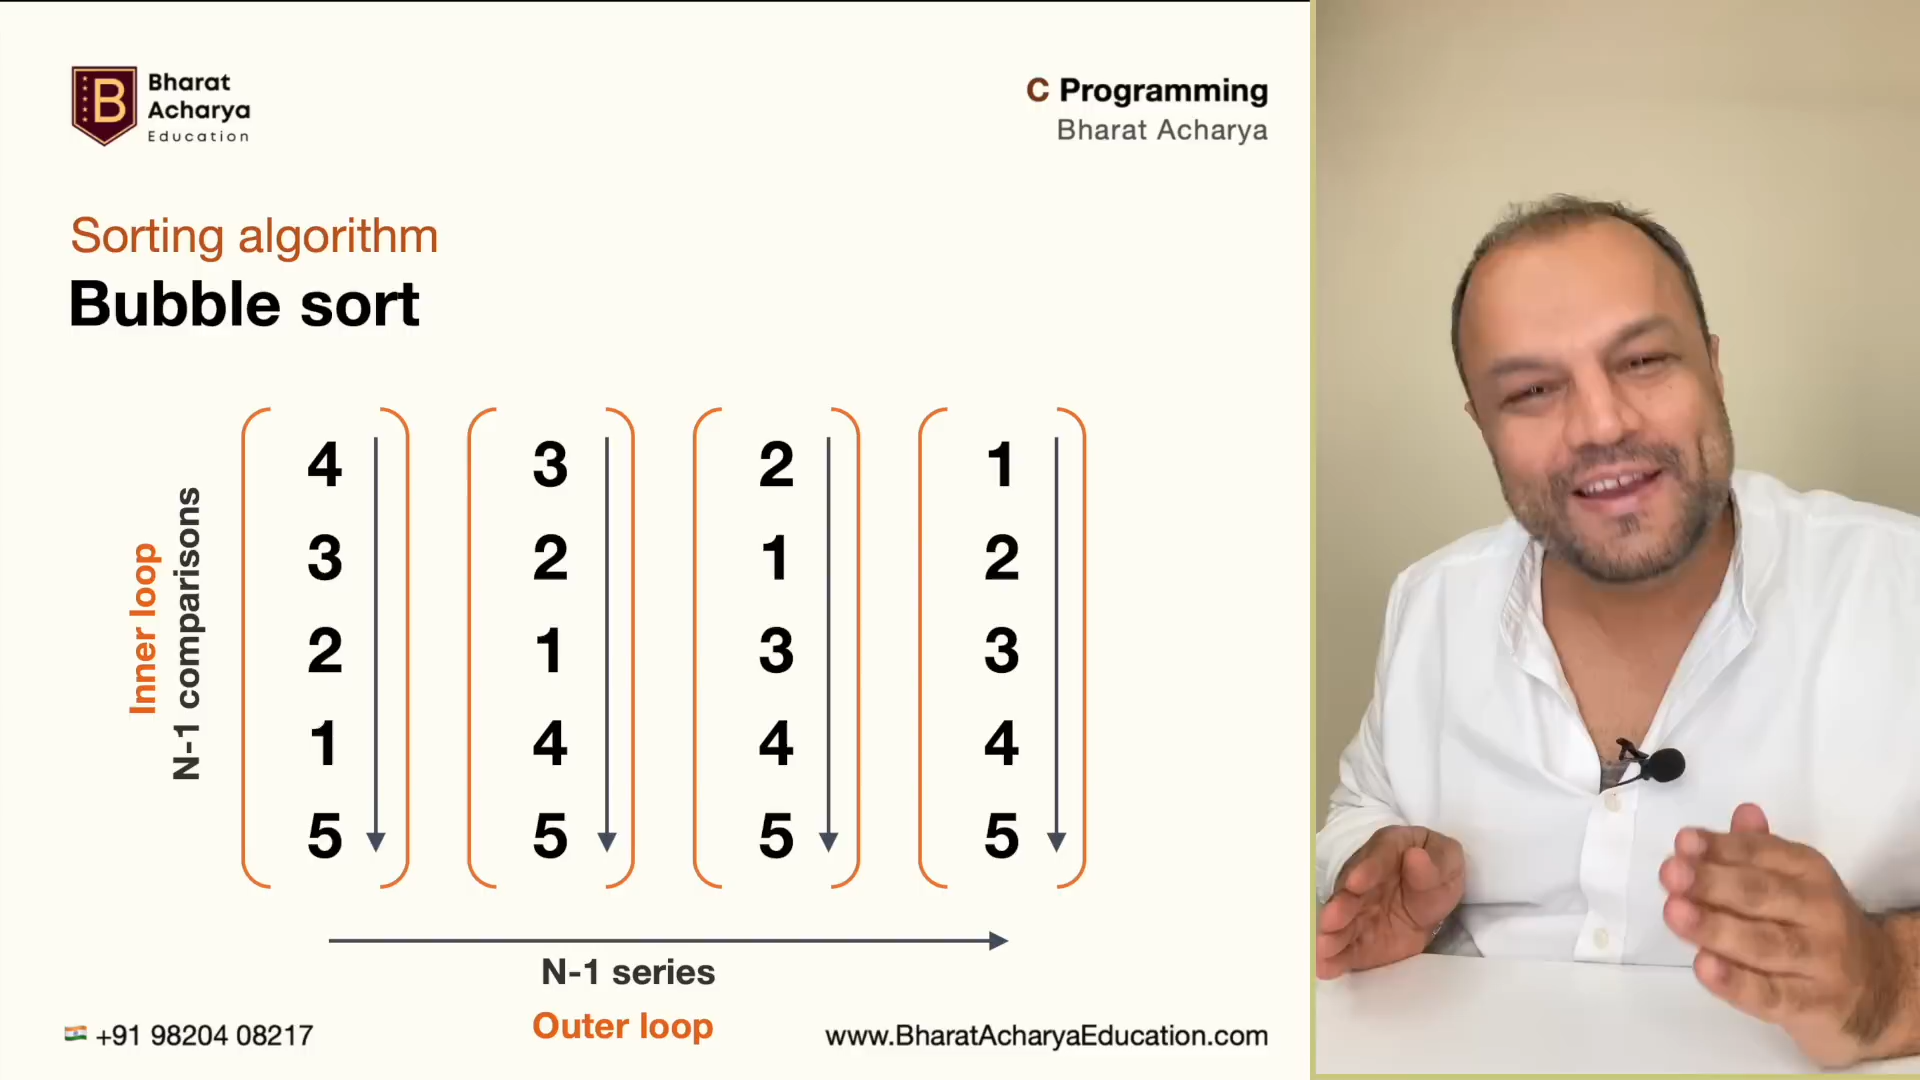 Bharat
Acharya
Education
C Programming
Bharat Acharya
Sorting algorithm
Bubble sort
Inner loop
N-1 comparisons
4 3 2 1
3 2 1 2
2 1 3 3
1 4 4 4
5 5 5 5
N-1 series
Outer loop
+91 98204 08217
www.BharatAcharyaEducation.com